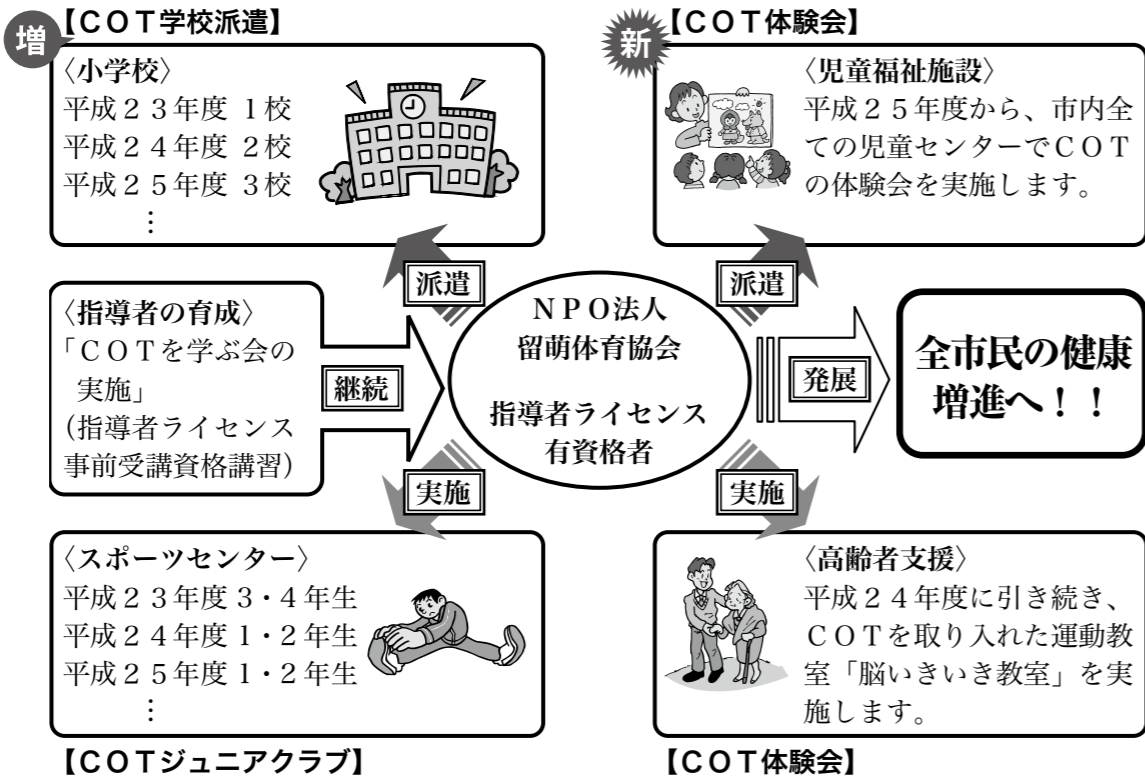 増
【ＣＯＴ学校派遣】
〈小学校〉
平成２３年度 １校
平成２４年度 ２校
平成２５年度 ３校
⋮
新
【ＣＯＴ体験会】
〈児童福祉施設〉
平成２５年度から、市内全
ての児童センターでＣＯＴ
の体験会を実施します。
派遣
派遣
〈指導者の育成〉
「ＣＯＴを学ぶ会の
実施」
(指導者ライセンス
事前受講資格講習)
継続
ＮＰＯ法人
留萌体育協会
指導者ライセンス
有資格者
発展
全市民の健康
増進へ！！
実施
実施
〈スポーツセンター〉
平成２３年度 ３・４年生
平成２４年度 １・２年生
平成２５年度 １・２年生
⋮
【ＣＯＴジュニアクラブ】
〈高齢者支援〉
平成２４年度に引き続き、
ＣＯＴを取り入れた運動教
室「脳いきいき教室」を実
施します。
【ＣＯＴ体験会】